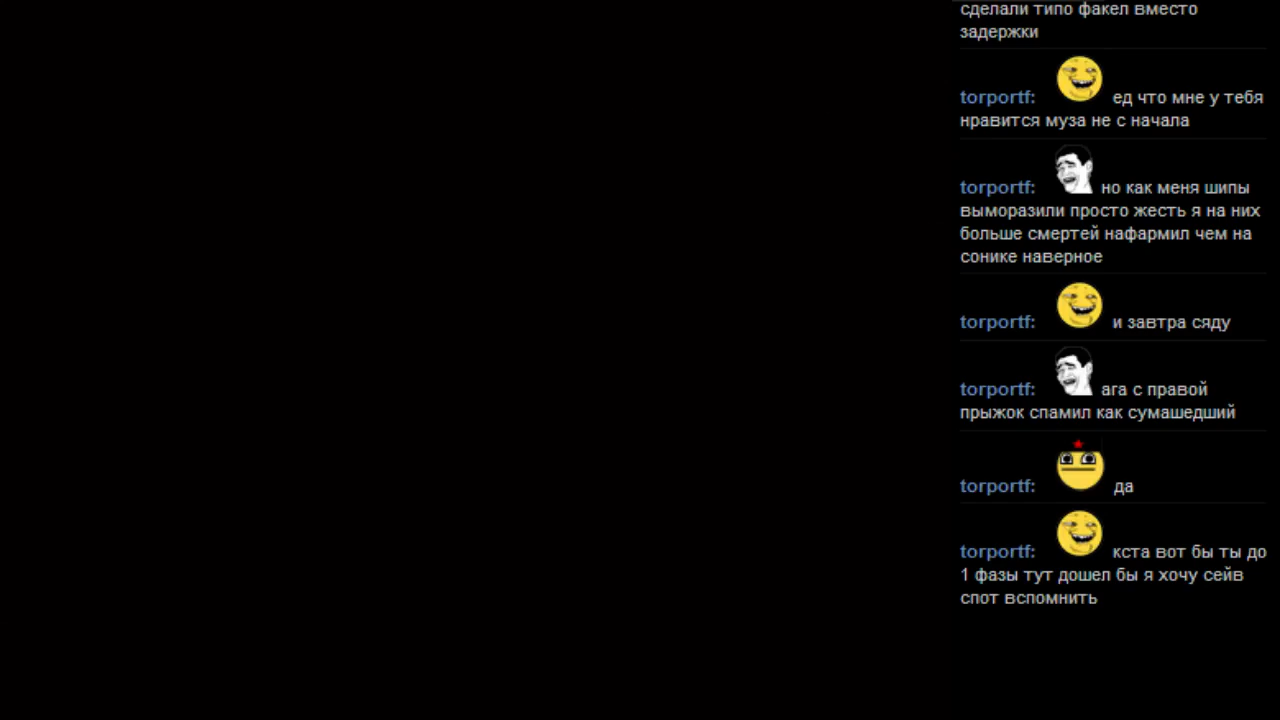 сделали типо факел вместо
задержки
torportf: ед что мне у тебя
нравится муза не с начала
torportf: но как меня шипы
выморазили просто жесть я на них
больше смертей нафармил чем на
сонике наверное
torportf: и завтра сяду
torportf: ага с правой
прыжок спамил как сумашедший
torportf: да
torportf: кста вот бы ты до
1 фазы тут дошел бы я хочу сейв
спот вспомнить